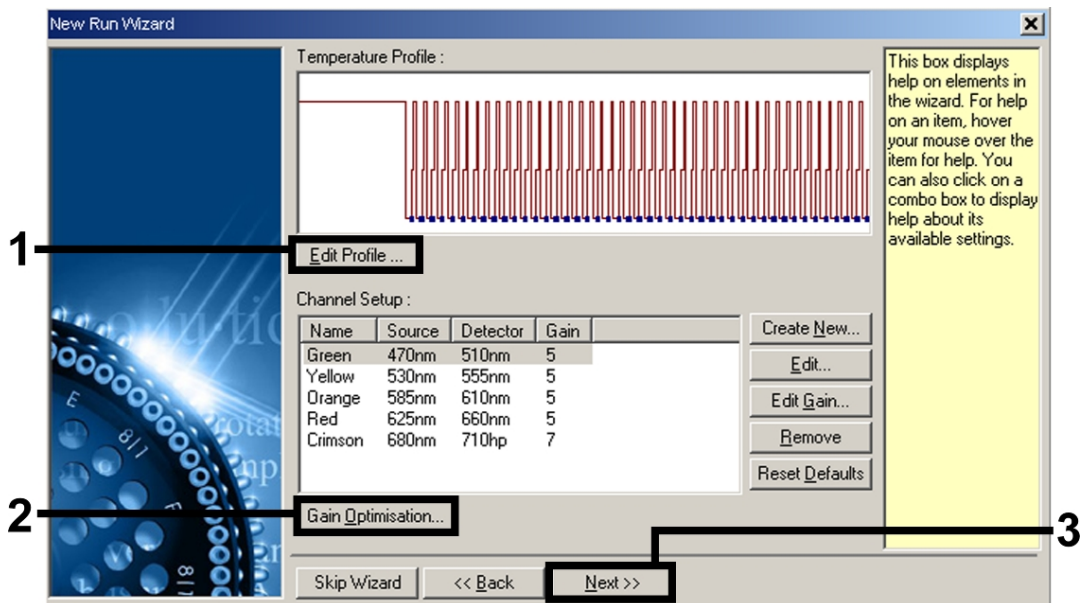 New Run Wizard
Temperature Profile :
This box displays
help on elements in
the wizard. For help
on an item, hover
your mouse over the
item for help. You
can also click on a
combo box to display
help about its
available settings.
1
Edit Profile ...
Channel Setup :
Name Source Detector Gain
Green 470nm 510nm 5
Yellow 530nm 555nm 5
Orange 585nm 610nm 5
Red 625nm 660nm 5
Crimson 680nm 710hp 7
Create New...
Edit...
Edit Gain...
Remove
Reset Defaults
2
Gain Optimisation...
3
Skip Wizard
<< Back
Next >>